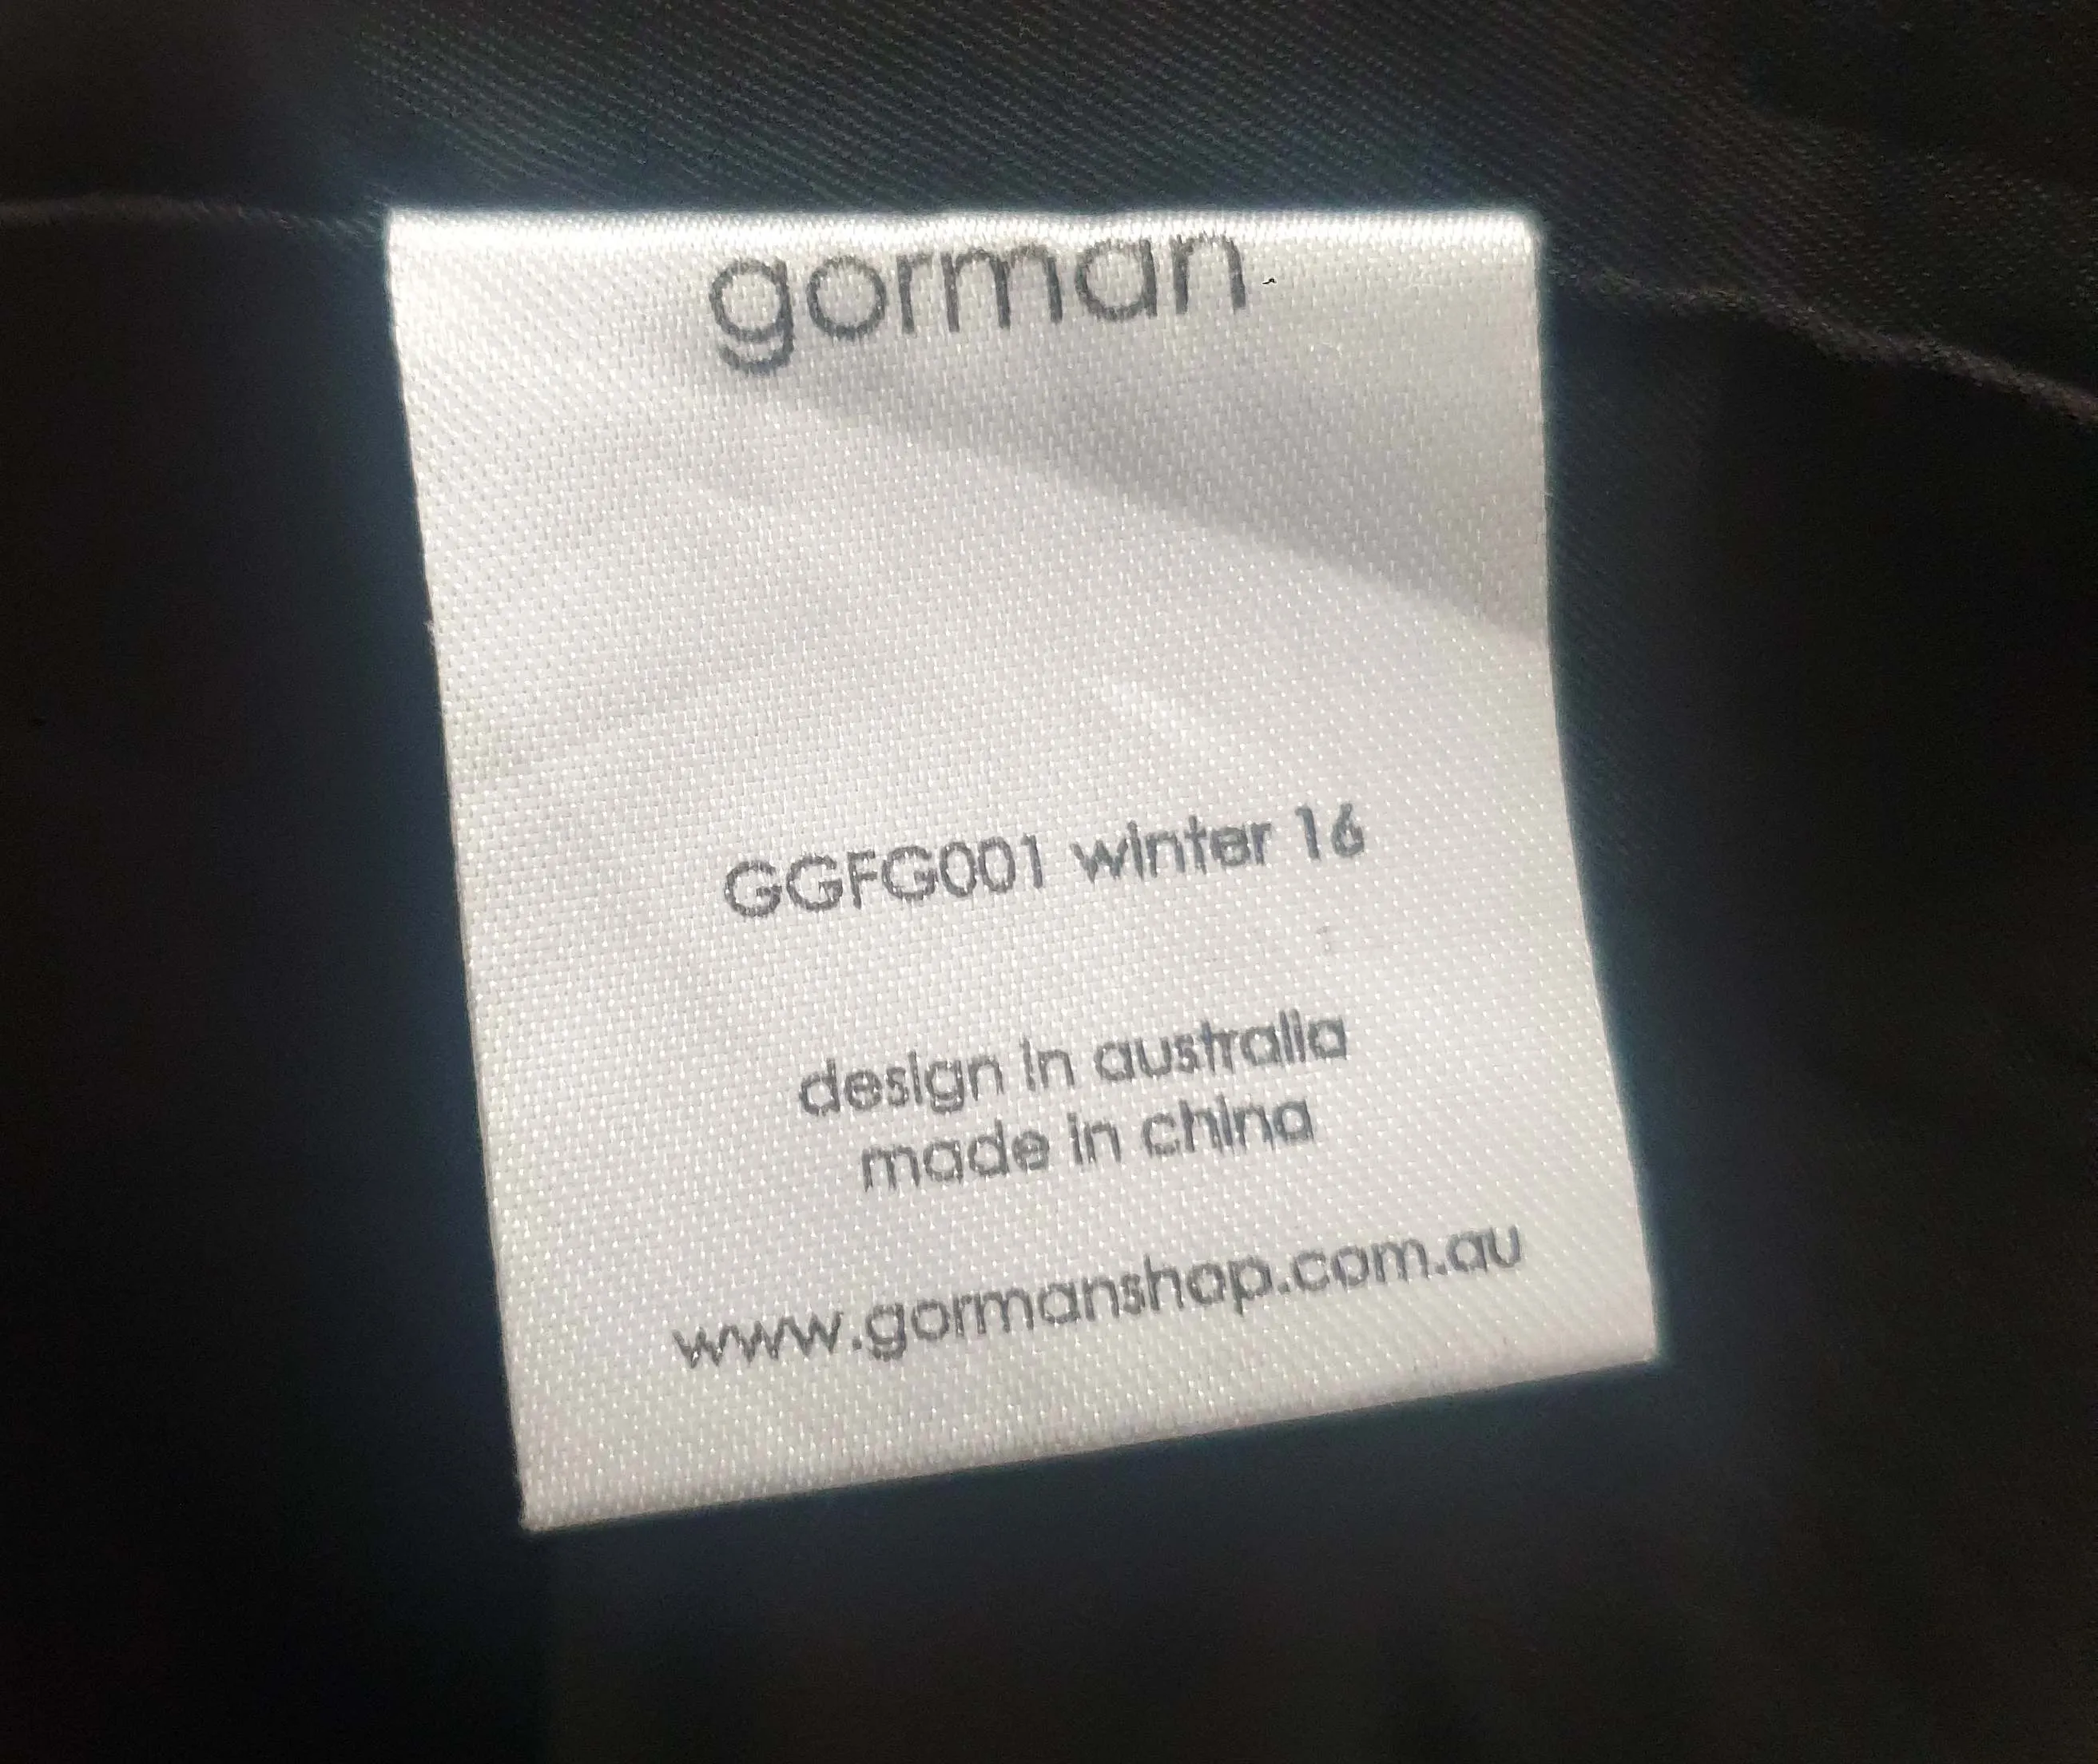 gorman
GGFG001 winter 16
design in australia
made in china
www.gormanshop.com.au